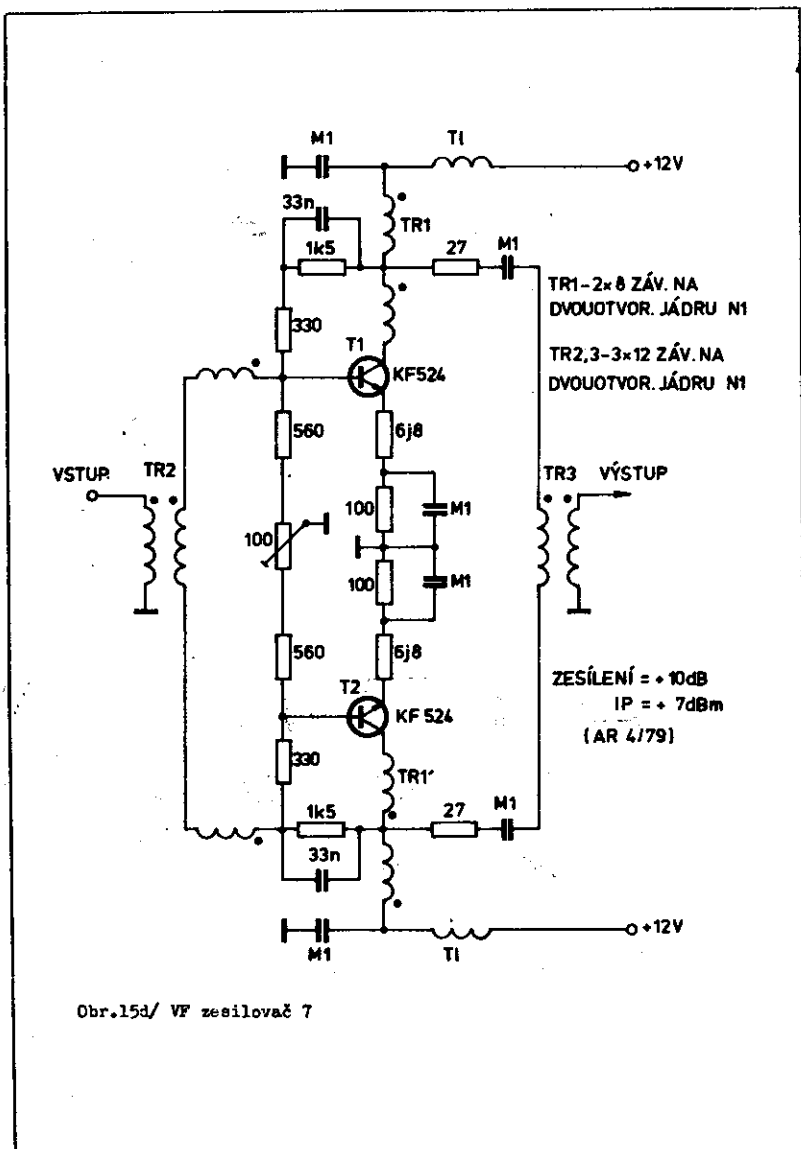 M1
Tl
+12V
33n
TR1
1k5
27
M1
TR1-2×8 ZÁV. NA
DVOUOTVOR. JÁDRU N1
330
T1
KF524
TR2,3-3×12 ZÁV. NA
DVOUOTVOR. JÁDRU N1
560
6j8
VSTUP
TR2
TR3
VÝSTUP
100
100
M1
100
M1
560
6j8
ZESÍLENÍ = + 10dB
IP = + 7dBm
(AR 4/79)
T2
KF 524
330
TR1'
1k5
27
M1
33n
M1
Tl
+12V
Obr.15d/ VF zesilovač 7